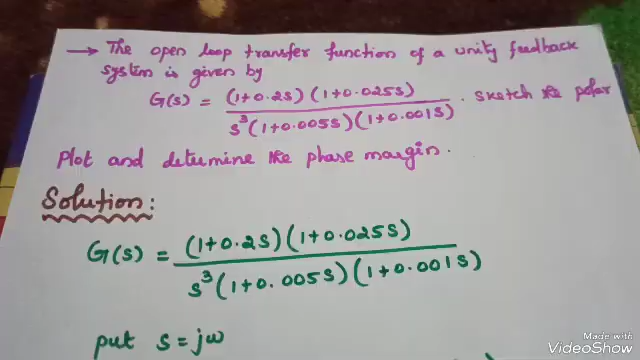 → The open loop transfer function of a unity feedback
system is given by
G(s) = (1+0.2s) (1+0.025s) / s³(1+0.005s)(1+0.001s) . sketch the polar
Plot and determine the phase margin.
Solution:
G(s) = (1+0.2s)(1+0.025s) / s³(1+0.005s)(1+0.001s)
put s = jω
Made with
VideoShow